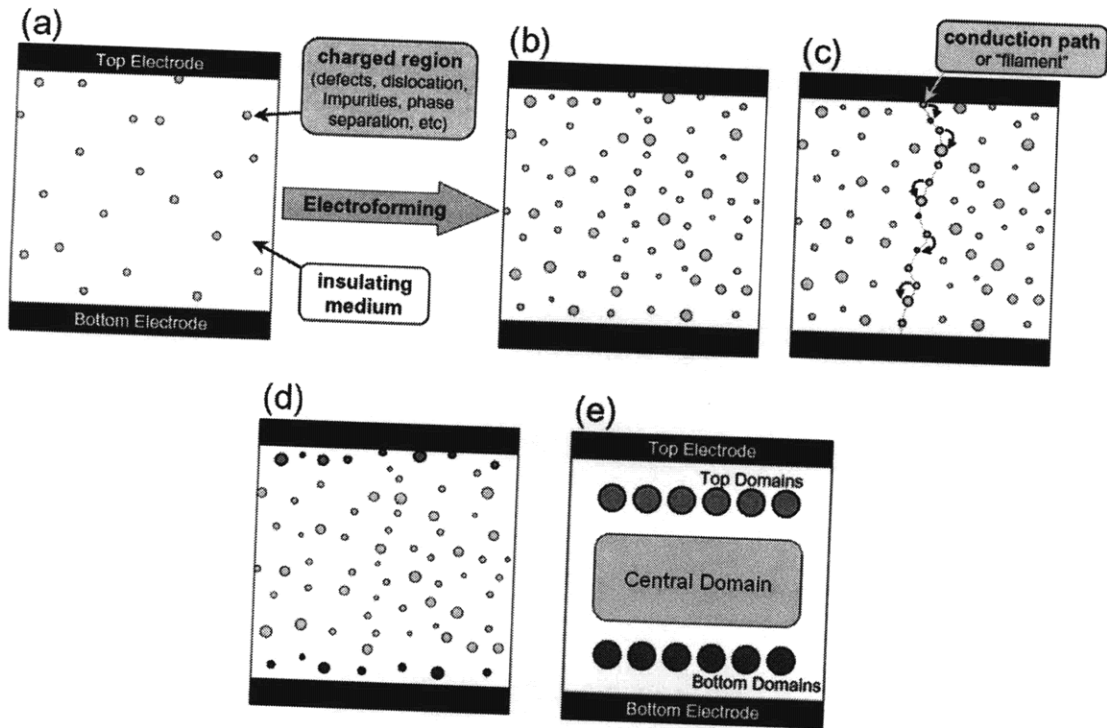 (a)
Top Electrode
charged region
(defects, dislocation,
Impurities, phase
separation, etc)
Electroforming
insulating
medium
Bottom Electrode
(b)
(c)
conduction path
or "filament"
(d)
(e)
Top Electrode
Top Domains
Central Domain
Bottom Domains
Bottom Electrode